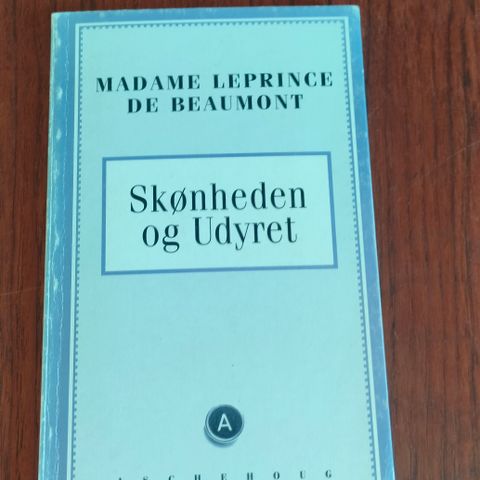 MADAME LEPRINCE
DE BEAUMONT
Skønheden
og Udyret
A
ASCHEHOUG